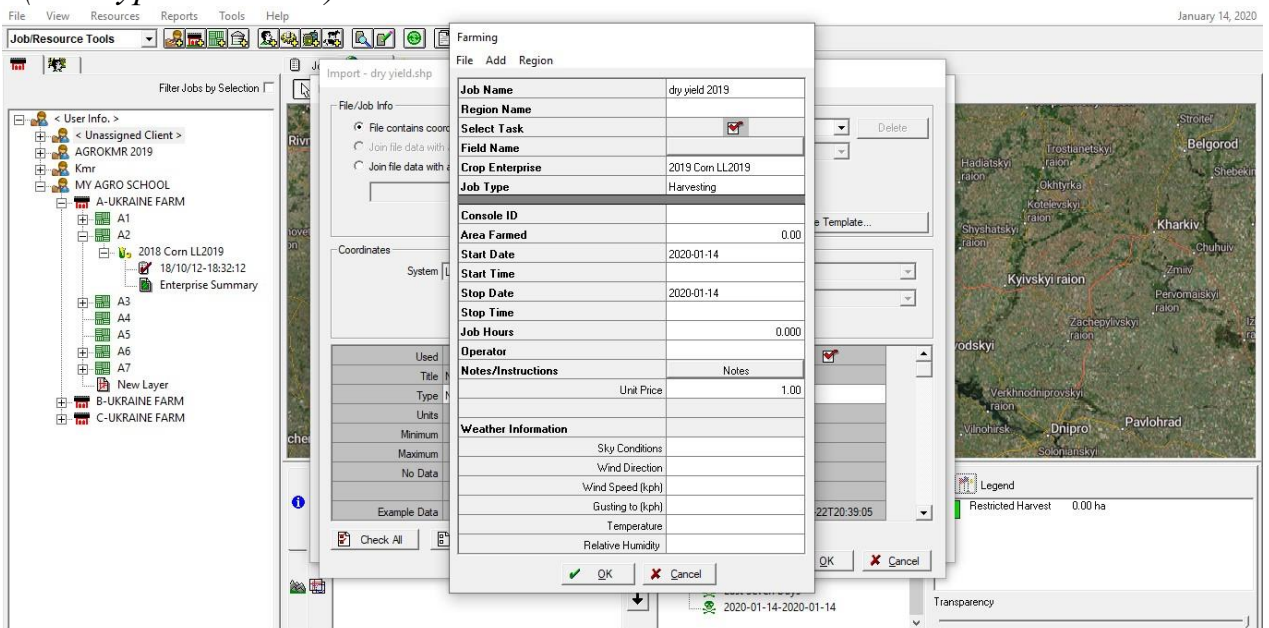 File View Resources Reports Tools Help
January 14, 2020
Job/Resource Tools
Filter Jobs by Selection
< User Info. >
< Unassigned Client >
AGROKMR 2019
Kmr
MY AGRO SCHOOL
A-UKRAINE FARM
A1
A2
2018 Corn LL2019
18/10/12-18:32:12
Enterprise Summary
A3
A4
A5
A6
A7
New Layer
B-UKRAINE FARM
C-UKRAINE FARM
Import - dry yield.shp
File/Job Info
File contains coord
Join file data with a
Join file data with a
Delete
e Template...
Coordinates
System L
Used
Title N
Type N
Units
Minimum
Maximum
No Data
Example Data
-22T20:39:05
Check All
OK Cancel
Farming
File Add Region
Job Name dry yield 2019
Region Name
Select Task
Field Name
Crop Enterprise 2019 Corn LL2019
Job Type Harvesting
Console ID
Area Farmed 0.00
Start Date 2020-01-14
Start Time
Stop Date 2020-01-14
Stop Time
Job Hours 0.000
Operator
Notes/Instructions Notes
Unit Price 1.00
Weather Information
Sky Conditions
Wind Direction
Wind Speed (kph)
Gusting to (kph)
Temperature
Relative Humidity
OK Cancel
Stroitel'
Belgorod
Trostianetskyi
raion
Hadiatskyi
raion
Shebekin
Okhtyrka
Kotelevskyi
raion
Shyshatskyi
raion
Kharkiv
Chuhuiv
Zmiiv
Kyivskyi raion
Pervomaiskyi
raion
Zachepylivskyi
raion
vodskyi
Verkhnodniprovskyi
raion
Vilnohirsk
Dnipro
Pavlohrad
Solonianskyi
Legend
Restricted Harvest 0.00 ha
2020-01-14-2020-01-14
Transparency